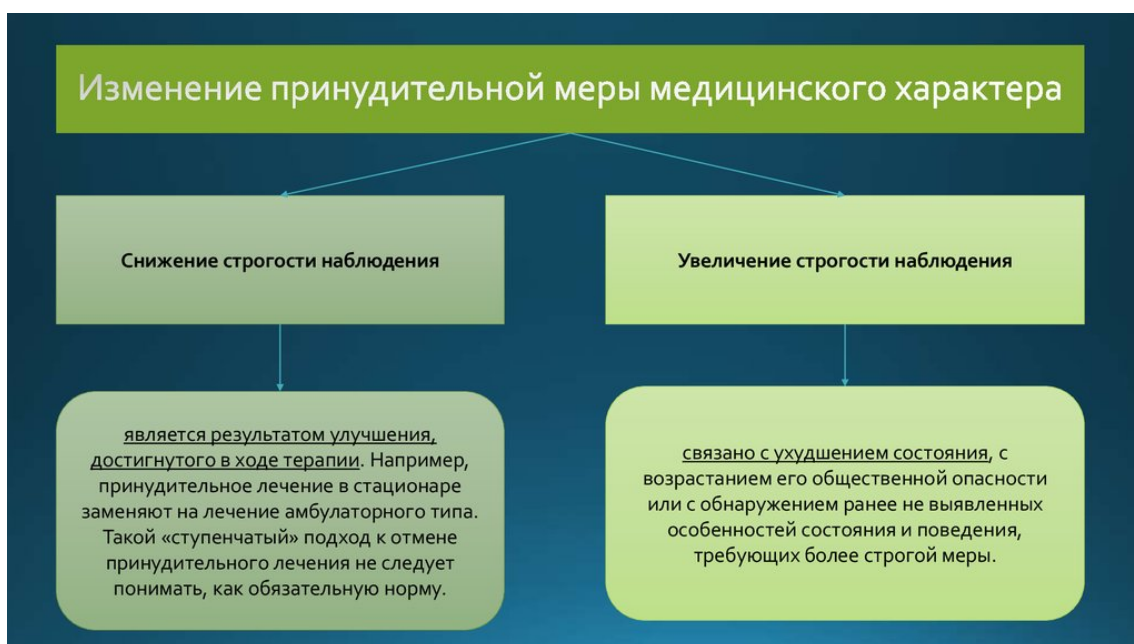 Изменение принудительной меры медицинского характера
Снижение строгости наблюдения
Увеличение строгости наблюдения
является результатом улучшения,
достигнутого в ходе терапии. Например,
принудительное лечение в стационаре
заменяют на лечение амбулаторного типа.
Такой «ступенчатый» подход к отмене
принудительного лечения не следует
понимать, как обязательную норму.
связано с ухудшением состояния, с
возрастанием его общественной опасности
или с обнаружением ранее не выявленных
особенностей состояния и поведения,
требующих более строгой меры.